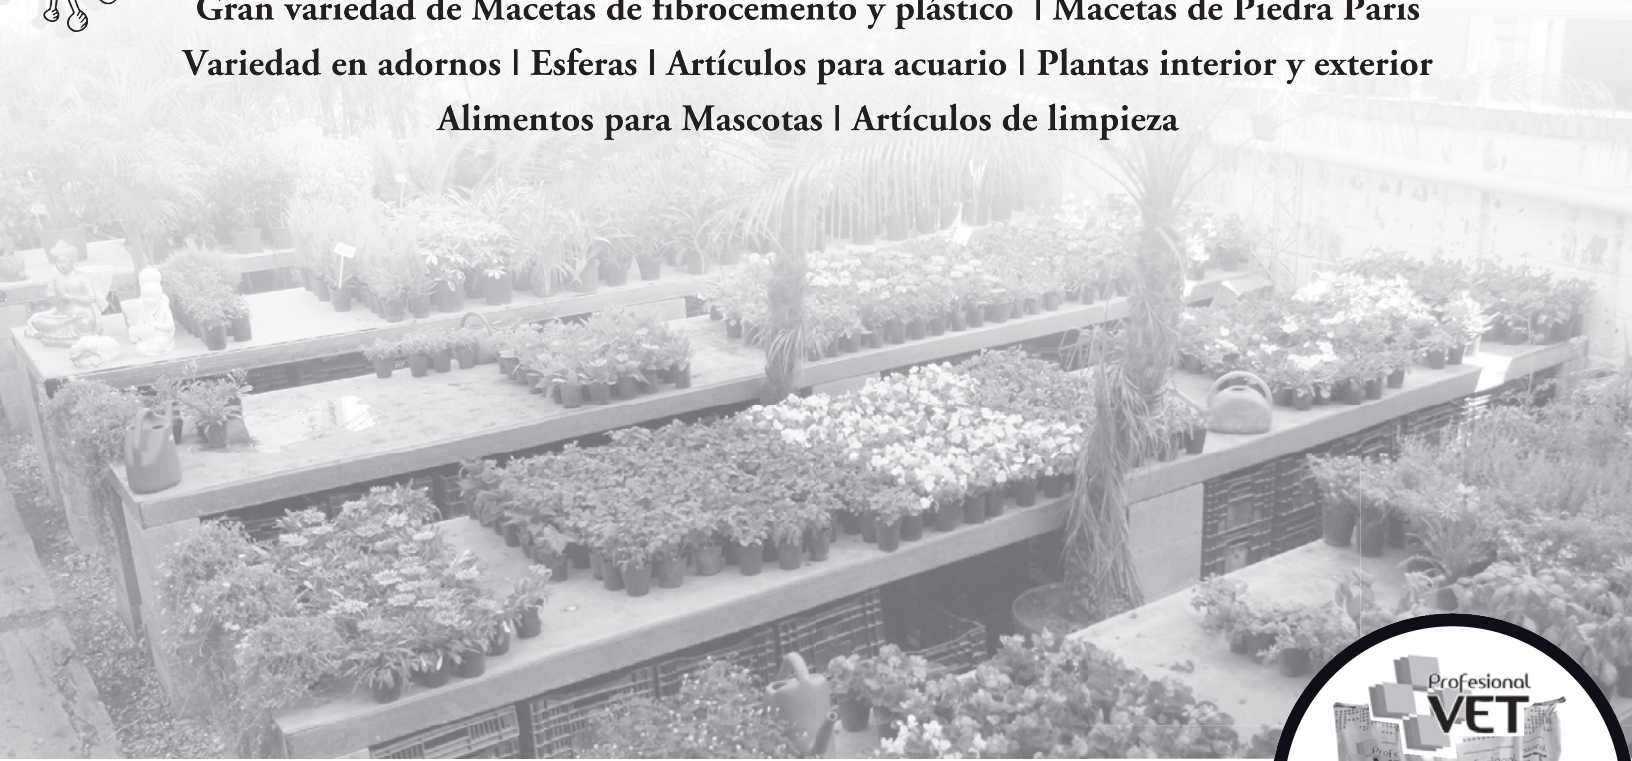 Gran variedad de Macetas de fibrocemento y plástico | Macetas de Piedra París
Variedad en adornos | Esferas | Artículos para acuario | Plantas interior y exterior
Alimentos para Mascotas | Artículos de limpieza
Profesional
VET